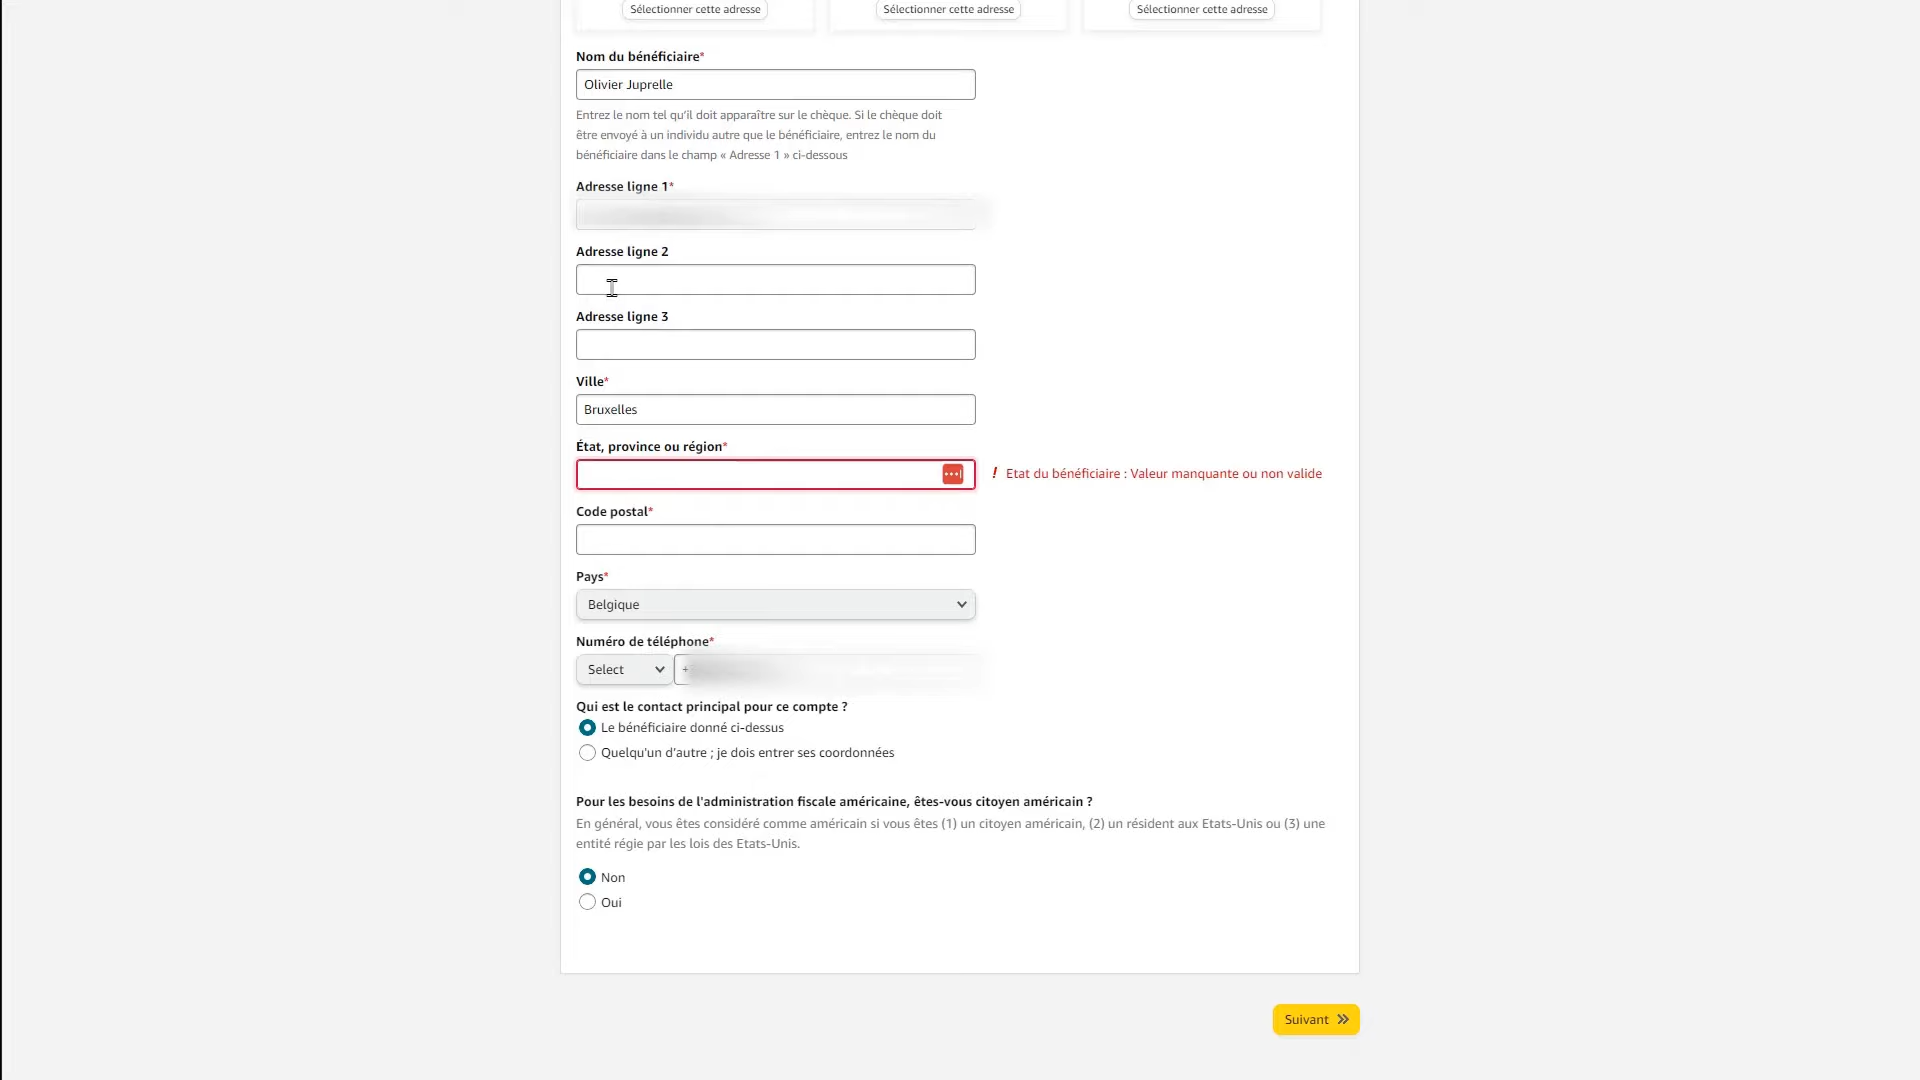 Sélectionner cette adresse Sélectionner cette adresse Sélectionner cette adresse
Nom du bénéficiaire*
Olivier Juprelle
Entrez le nom tel qu'il doit apparaître sur le chèque. Si le chèque doit
être envoyé à un individu autre que le bénéficiaire, entrez le nom du
bénéficiaire dans le champ « Adresse 1 » ci-dessous
Adresse ligne 1*
Adresse ligne 2
Adresse ligne 3
Ville*
Bruxelles
État, province ou région*
! Etat du bénéficiaire : Valeur manquante ou non valide
Code postal*
Pays*
Belgique
Numéro de téléphone*
Select +
Qui est le contact principal pour ce compte ?
Le bénéficiaire donné ci-dessus
Quelqu'un d'autre ; je dois entrer ses coordonnées
Pour les besoins de l'administration fiscale américaine, êtes-vous citoyen américain ?
En général, vous êtes considéré comme américain si vous êtes (1) un citoyen américain, (2) un résident aux Etats-Unis ou (3) une
entité régie par les lois des Etats-Unis.
Non
Oui
Suivant »